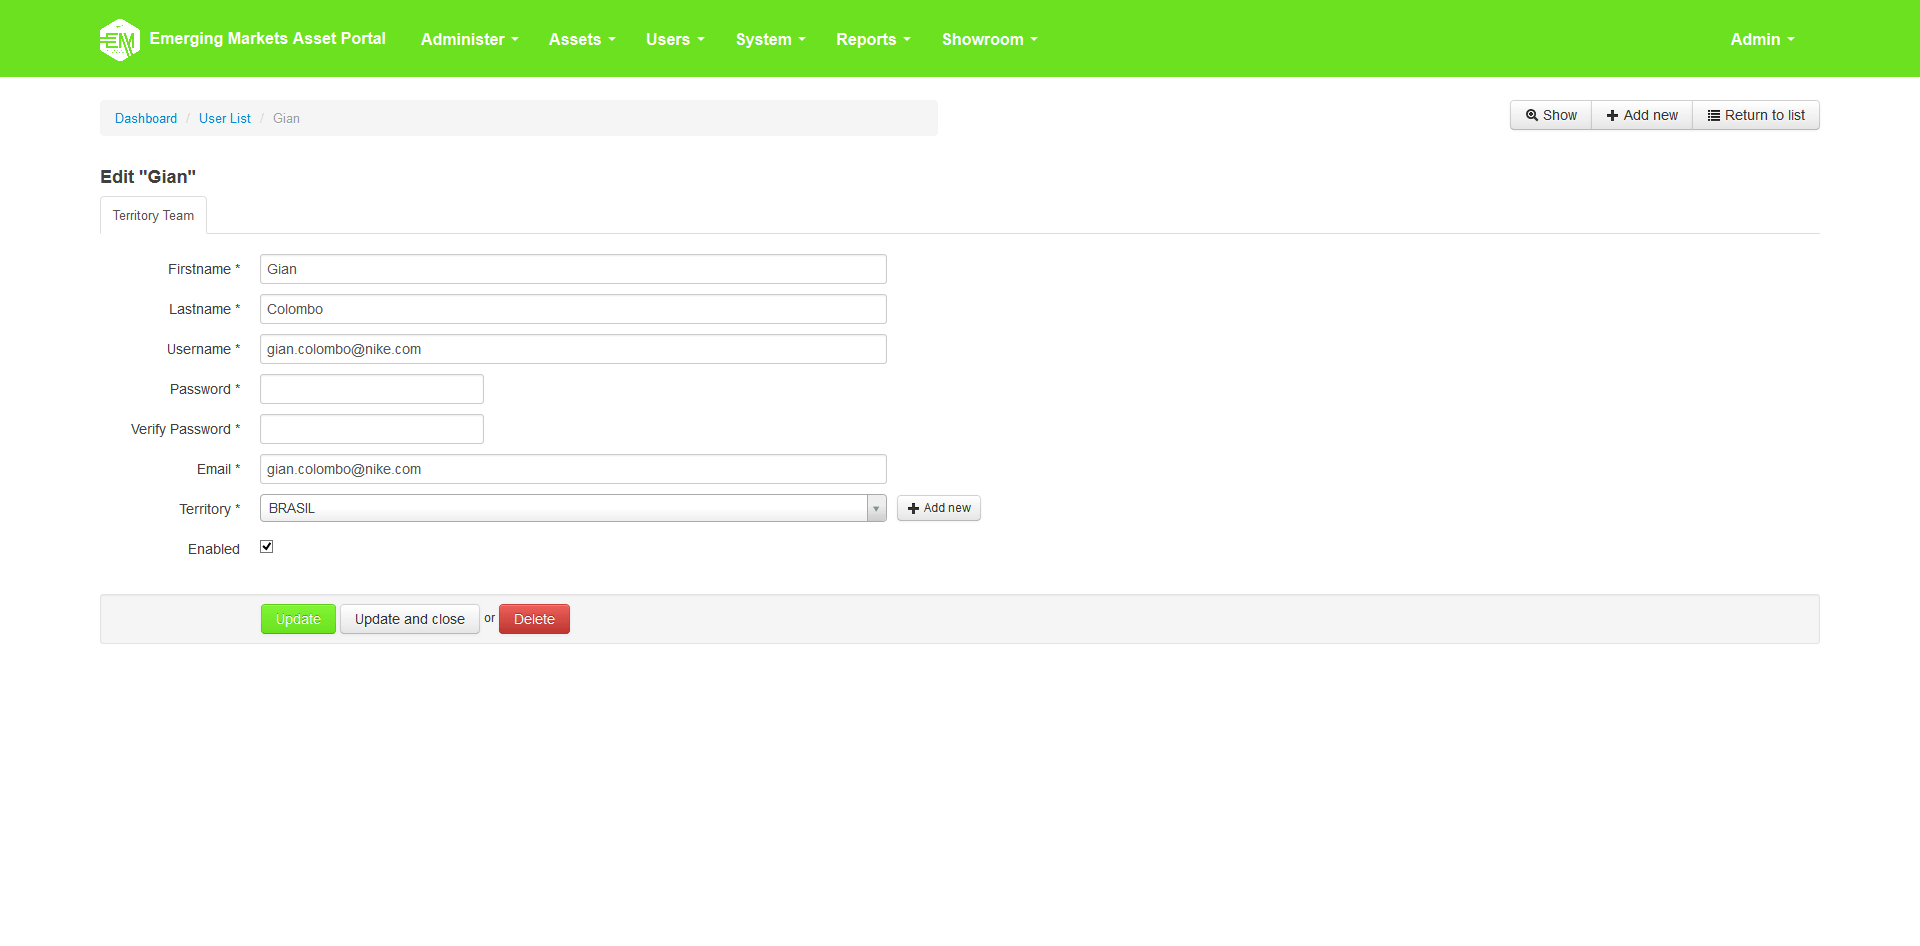 EM Emerging Markets Asset Portal Administer Assets Users System Reports Showroom Admin
Dashboard / User List / Gian
Show Add new Return to list
Edit "Gian"
Territory Team
Firstname * Gian
Lastname * Colombo
Username * gian.colombo@nike.com
Password *
Verify Password *
Email * gian.colombo@nike.com
Territory * BRASIL Add new
Enabled
Update Update and close or Delete